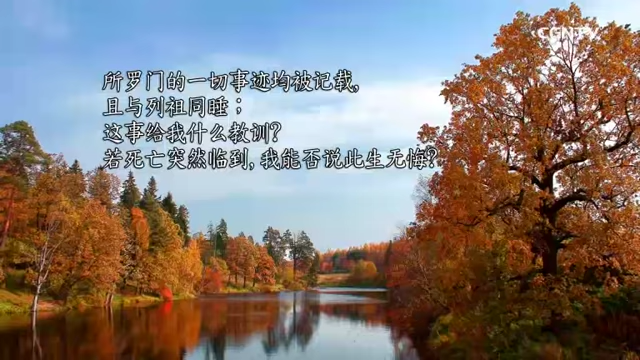 CGNTV
所罗门的一切事迹均被记载,
且与列祖同睡；
这事给我什么教训?
若死亡突然临到, 我能否说此生无悔?